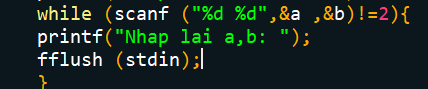 while (scanf ("%d %d",&a ,&b)!=2){
printf("Nhap lai a,b: ");
fflush (stdin);
}